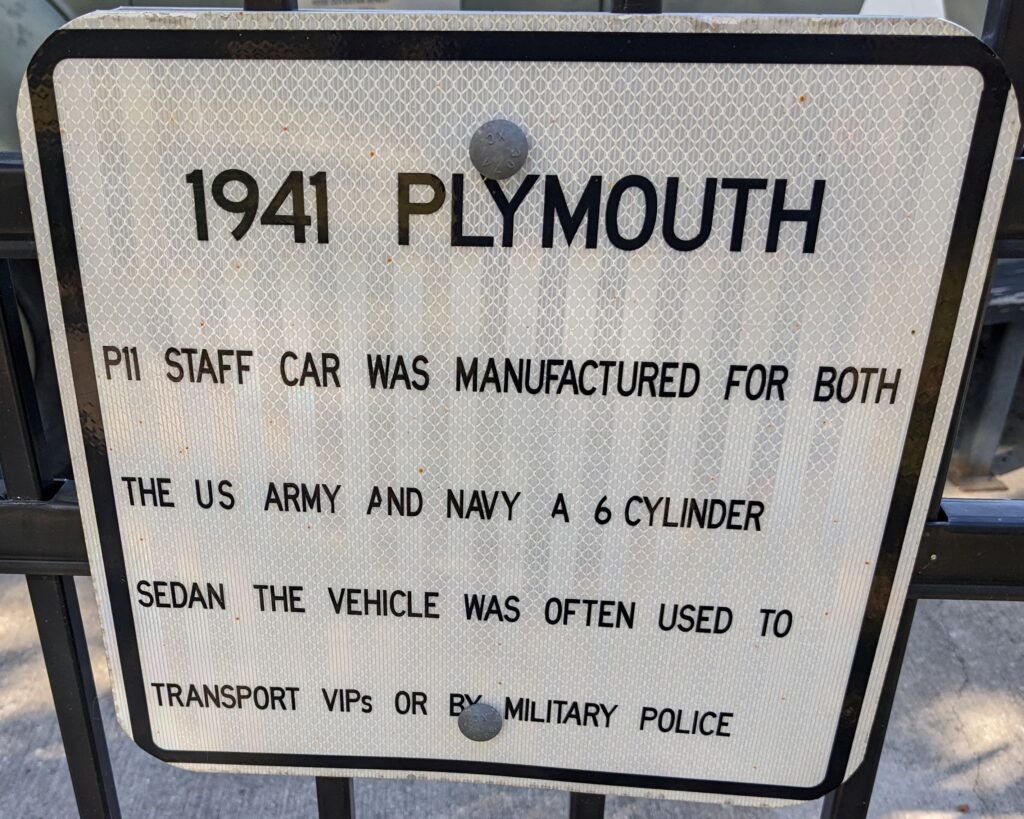 1941 PLYMOUTH
P11 STAFF CAR WAS MANUFACTURED FOR BOTH
THE US ARMY AND NAVY A 6 CYLINDER
SEDAN THE VEHICLE WAS OFTEN USED TO
TRANSPORT VIPs OR BY MILITARY POLICE